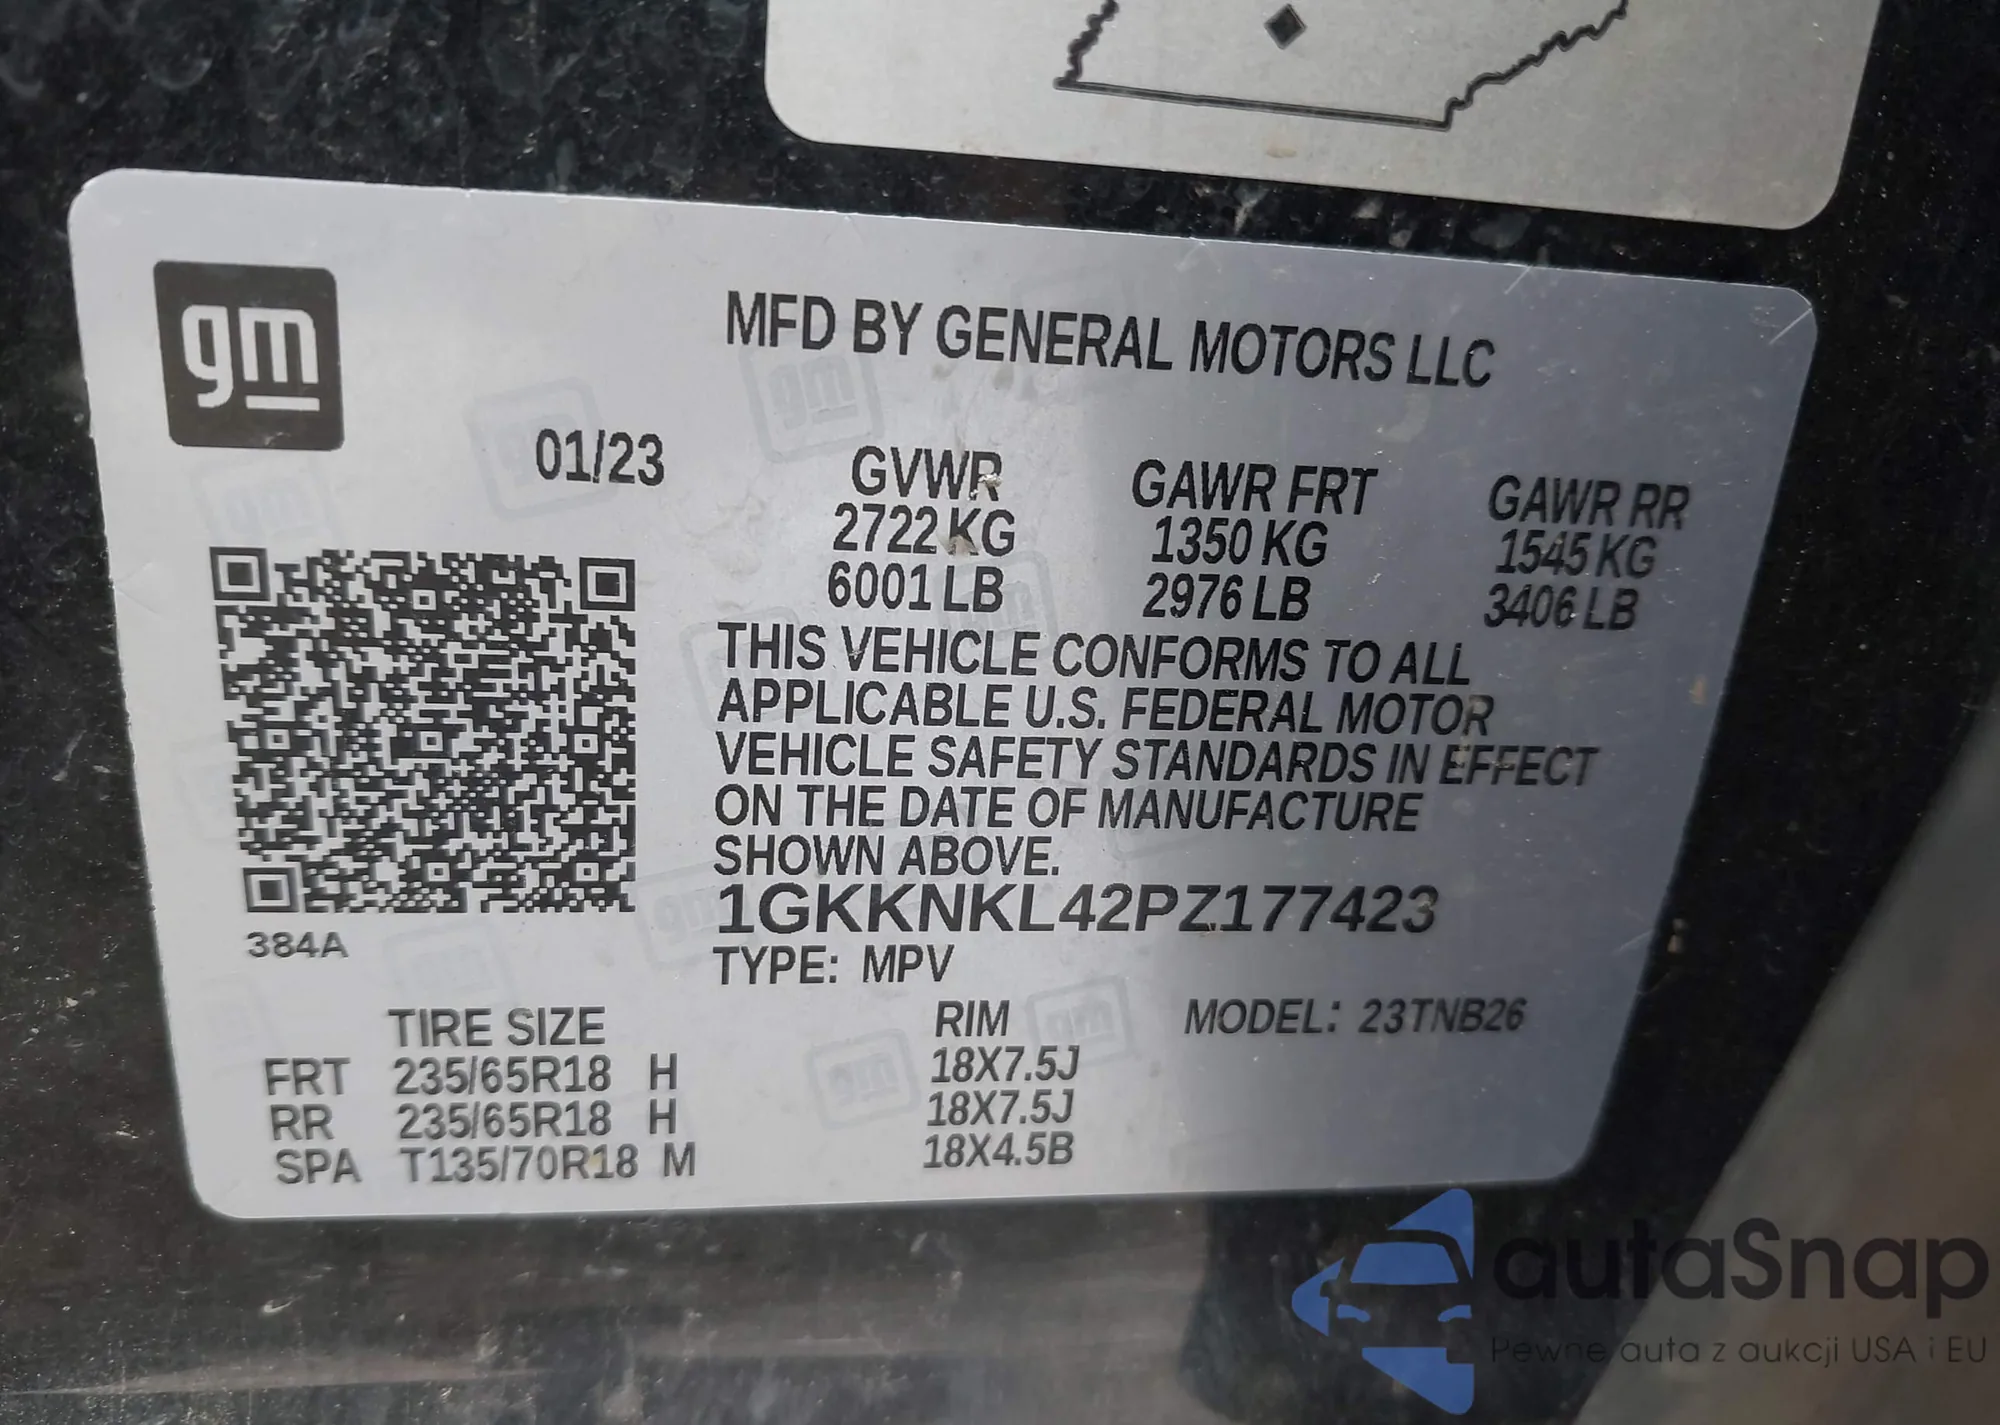 gm
MFD BY GENERAL MOTORS LLC
01/23
GVWR GAWR FRT GAWR RR
2722 KG 1350 KG 1545 KG
6001 LB 2976 LB 3406 LB
THIS VEHICLE CONFORMS TO ALL
APPLICABLE U.S. FEDERAL MOTOR
VEHICLE SAFETY STANDARDS IN EFFECT
ON THE DATE OF MANUFACTURE
SHOWN ABOVE.
1GKKNKL42PZ177423
384A
TYPE: MPV
TIRE SIZE RIM MODEL: 23TNB26
FRT 235/65R18 H 18X7.5J
RR 235/65R18 H 18X7.5J
SPA T135/70R18 M 18X4.5B
autaSnap
Pewne auta z aukcji USA i EU